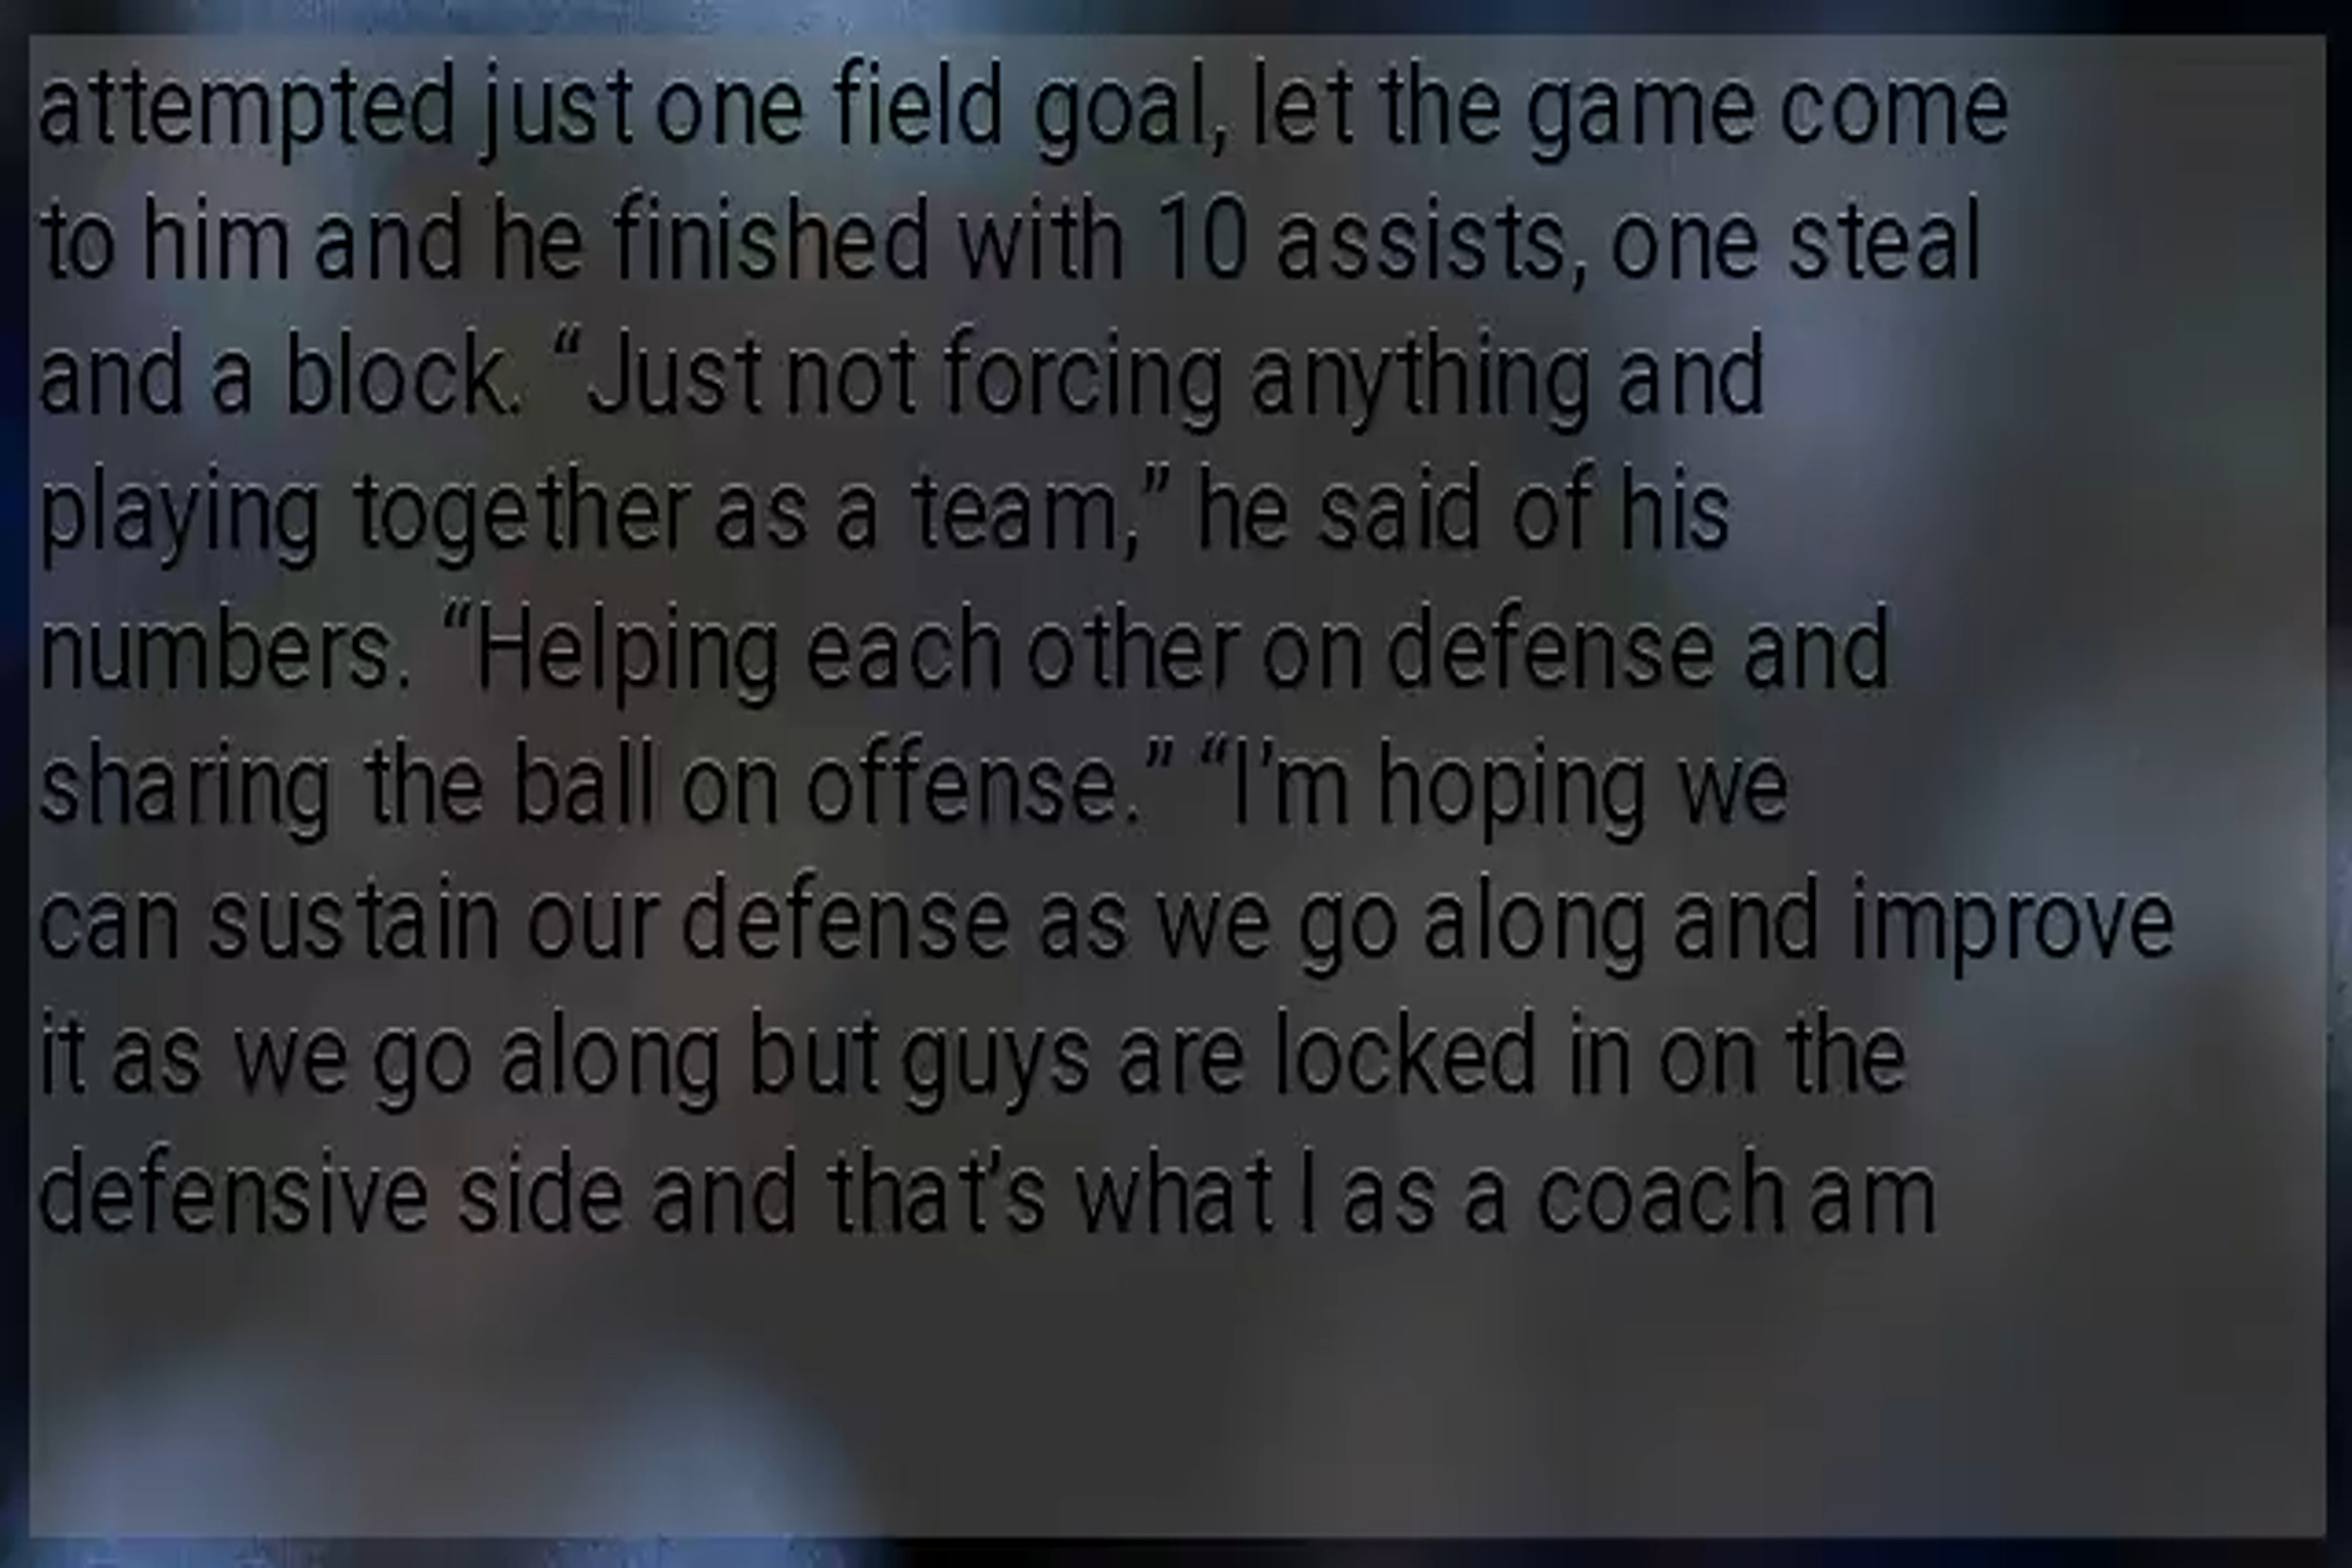 attempted just one field goal, let the game come
to him and he finished with 10 assists, one steal
and a block. “Just not forcing anything and
playing together as a team,” he said of his
numbers. “Helping each other on defense and
sharing the ball on offense.” “I’m hoping we
can sustain our defense as we go along and improve
it as we go along but guys are locked in on the
defensive side and that’s what I as a coach am